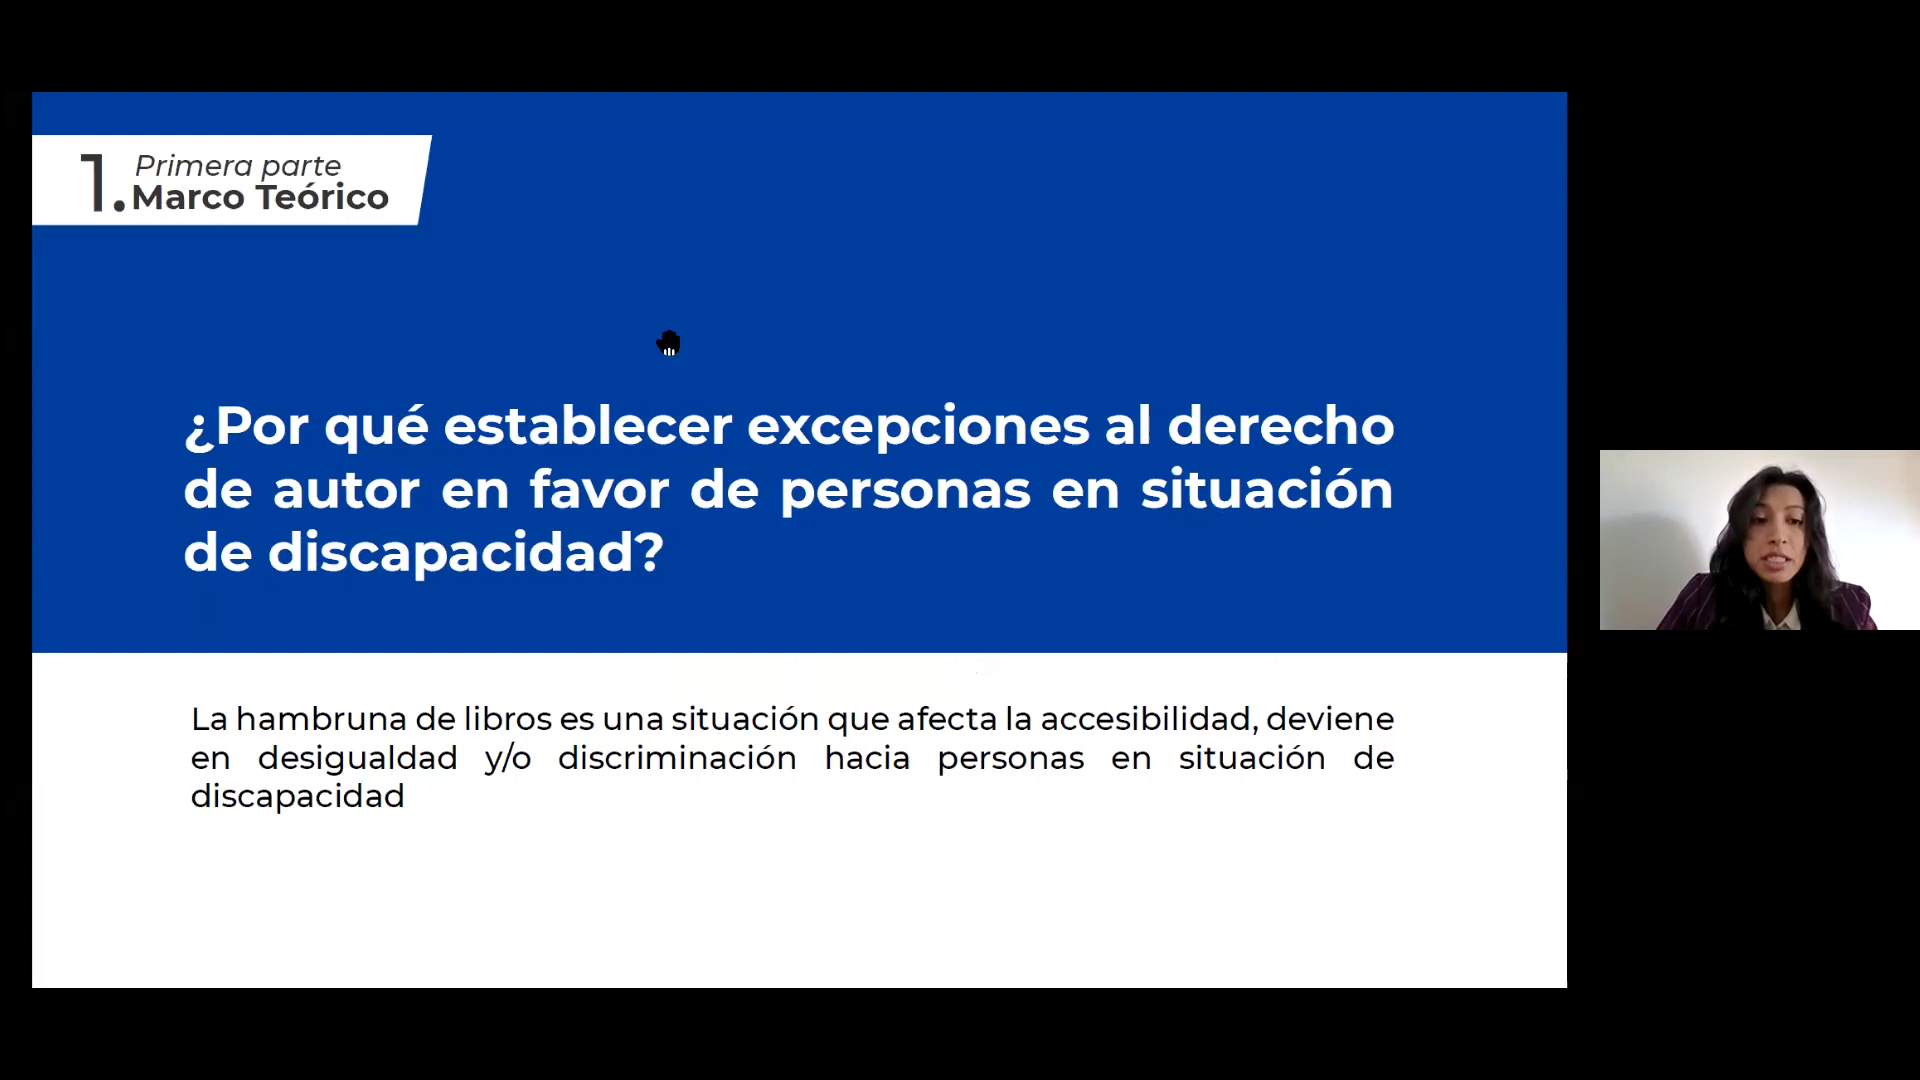 1. Primera parte
Marco Teórico
¿Por qué establecer excepciones al derecho
de autor en favor de personas en situación
de discapacidad?
La hambruna de libros es una situación que afecta la accesibilidad, deviene
en desigualdad y/o discriminación hacia personas en situación de
discapacidad